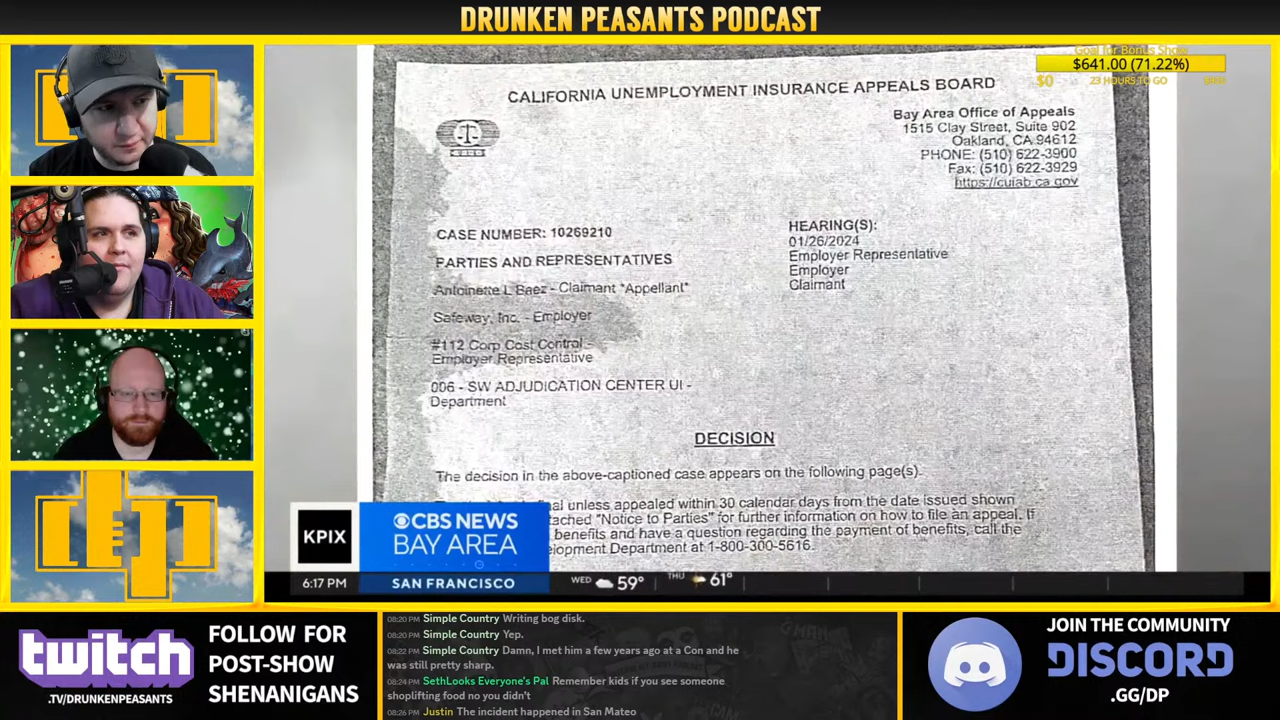 DRUNKEN PEASANTS PODCAST
Goal for Bonus Show
$641.00 (71.22%)
$0
23 HOURS TO GO
CALIFORNIA UNEMPLOYMENT INSURANCE APPEALS BOARD
Bay Area Office of Appeals
1515 Clay Street, Suite 902
Oakland, CA 94612
PHONE: (510) 622-3900
Fax: (510) 622-3929
https://cuiab.ca.gov
CASE NUMBER: 10269210
PARTIES AND REPRESENTATIVES
Antoinette L Baez - Claimant *Appellant*
Safeway, Inc. - Employer
#112 Corp Cost Control -
Employer Representative
006 - SW ADJUDICATION CENTER UI -
Department
HEARING(S):
01/26/2024
Employer Representative
Employer
Claimant
DECISION
The decision in the above-captioned case appears on the following page(s).
unless appealed within 30 calendar days from the date issued shown
"Notice to Parties" for further information on how to file an appeal. If
benefits and have a question regarding the payment of benefits, call the
Department at 1-800-300-5616.
KPIX
CBS NEWS
BAY AREA
6:17 PM
SAN FRANCISCO
WED 59°
THU 61°
twitch
.TV/DRUNKENPEASANTS
FOLLOW FOR
POST-SHOW
SHENANIGANS
08:20 PM Simple Country Writing bog disk.
08:20 PM Simple Country Yep.
08:22 PM Simple Country Damn, I met him a few years ago at a Con and he
was still pretty sharp.
08:24 PM SethLooks Everyone's Pal Remember kids if you see someone
shoplifting food no you didn't
08:26 PM Justin The incident happened in San Mateo
JOIN THE COMMUNITY
DISCORD
.GG/DP